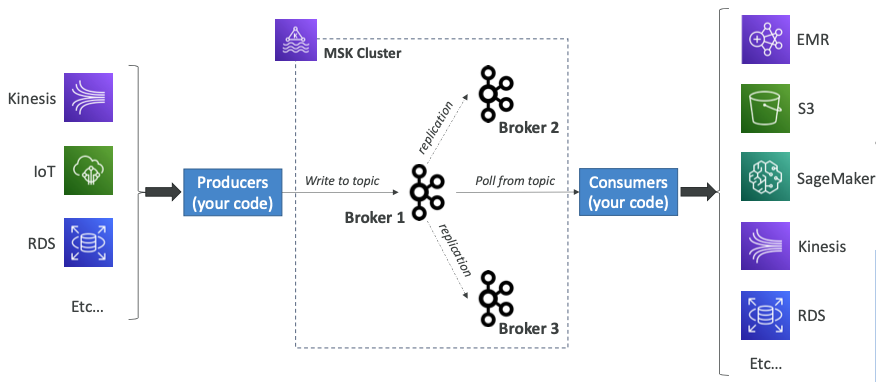 Kinesis
IoT
RDS
Etc...
Producers
(your code)
Write to topic
MSK Cluster
replication
Broker 2
Broker 1
replication
Broker 3
Poll from topic
Consumers
(your code)
EMR
S3
SageMaker
Kinesis
RDS
Etc...